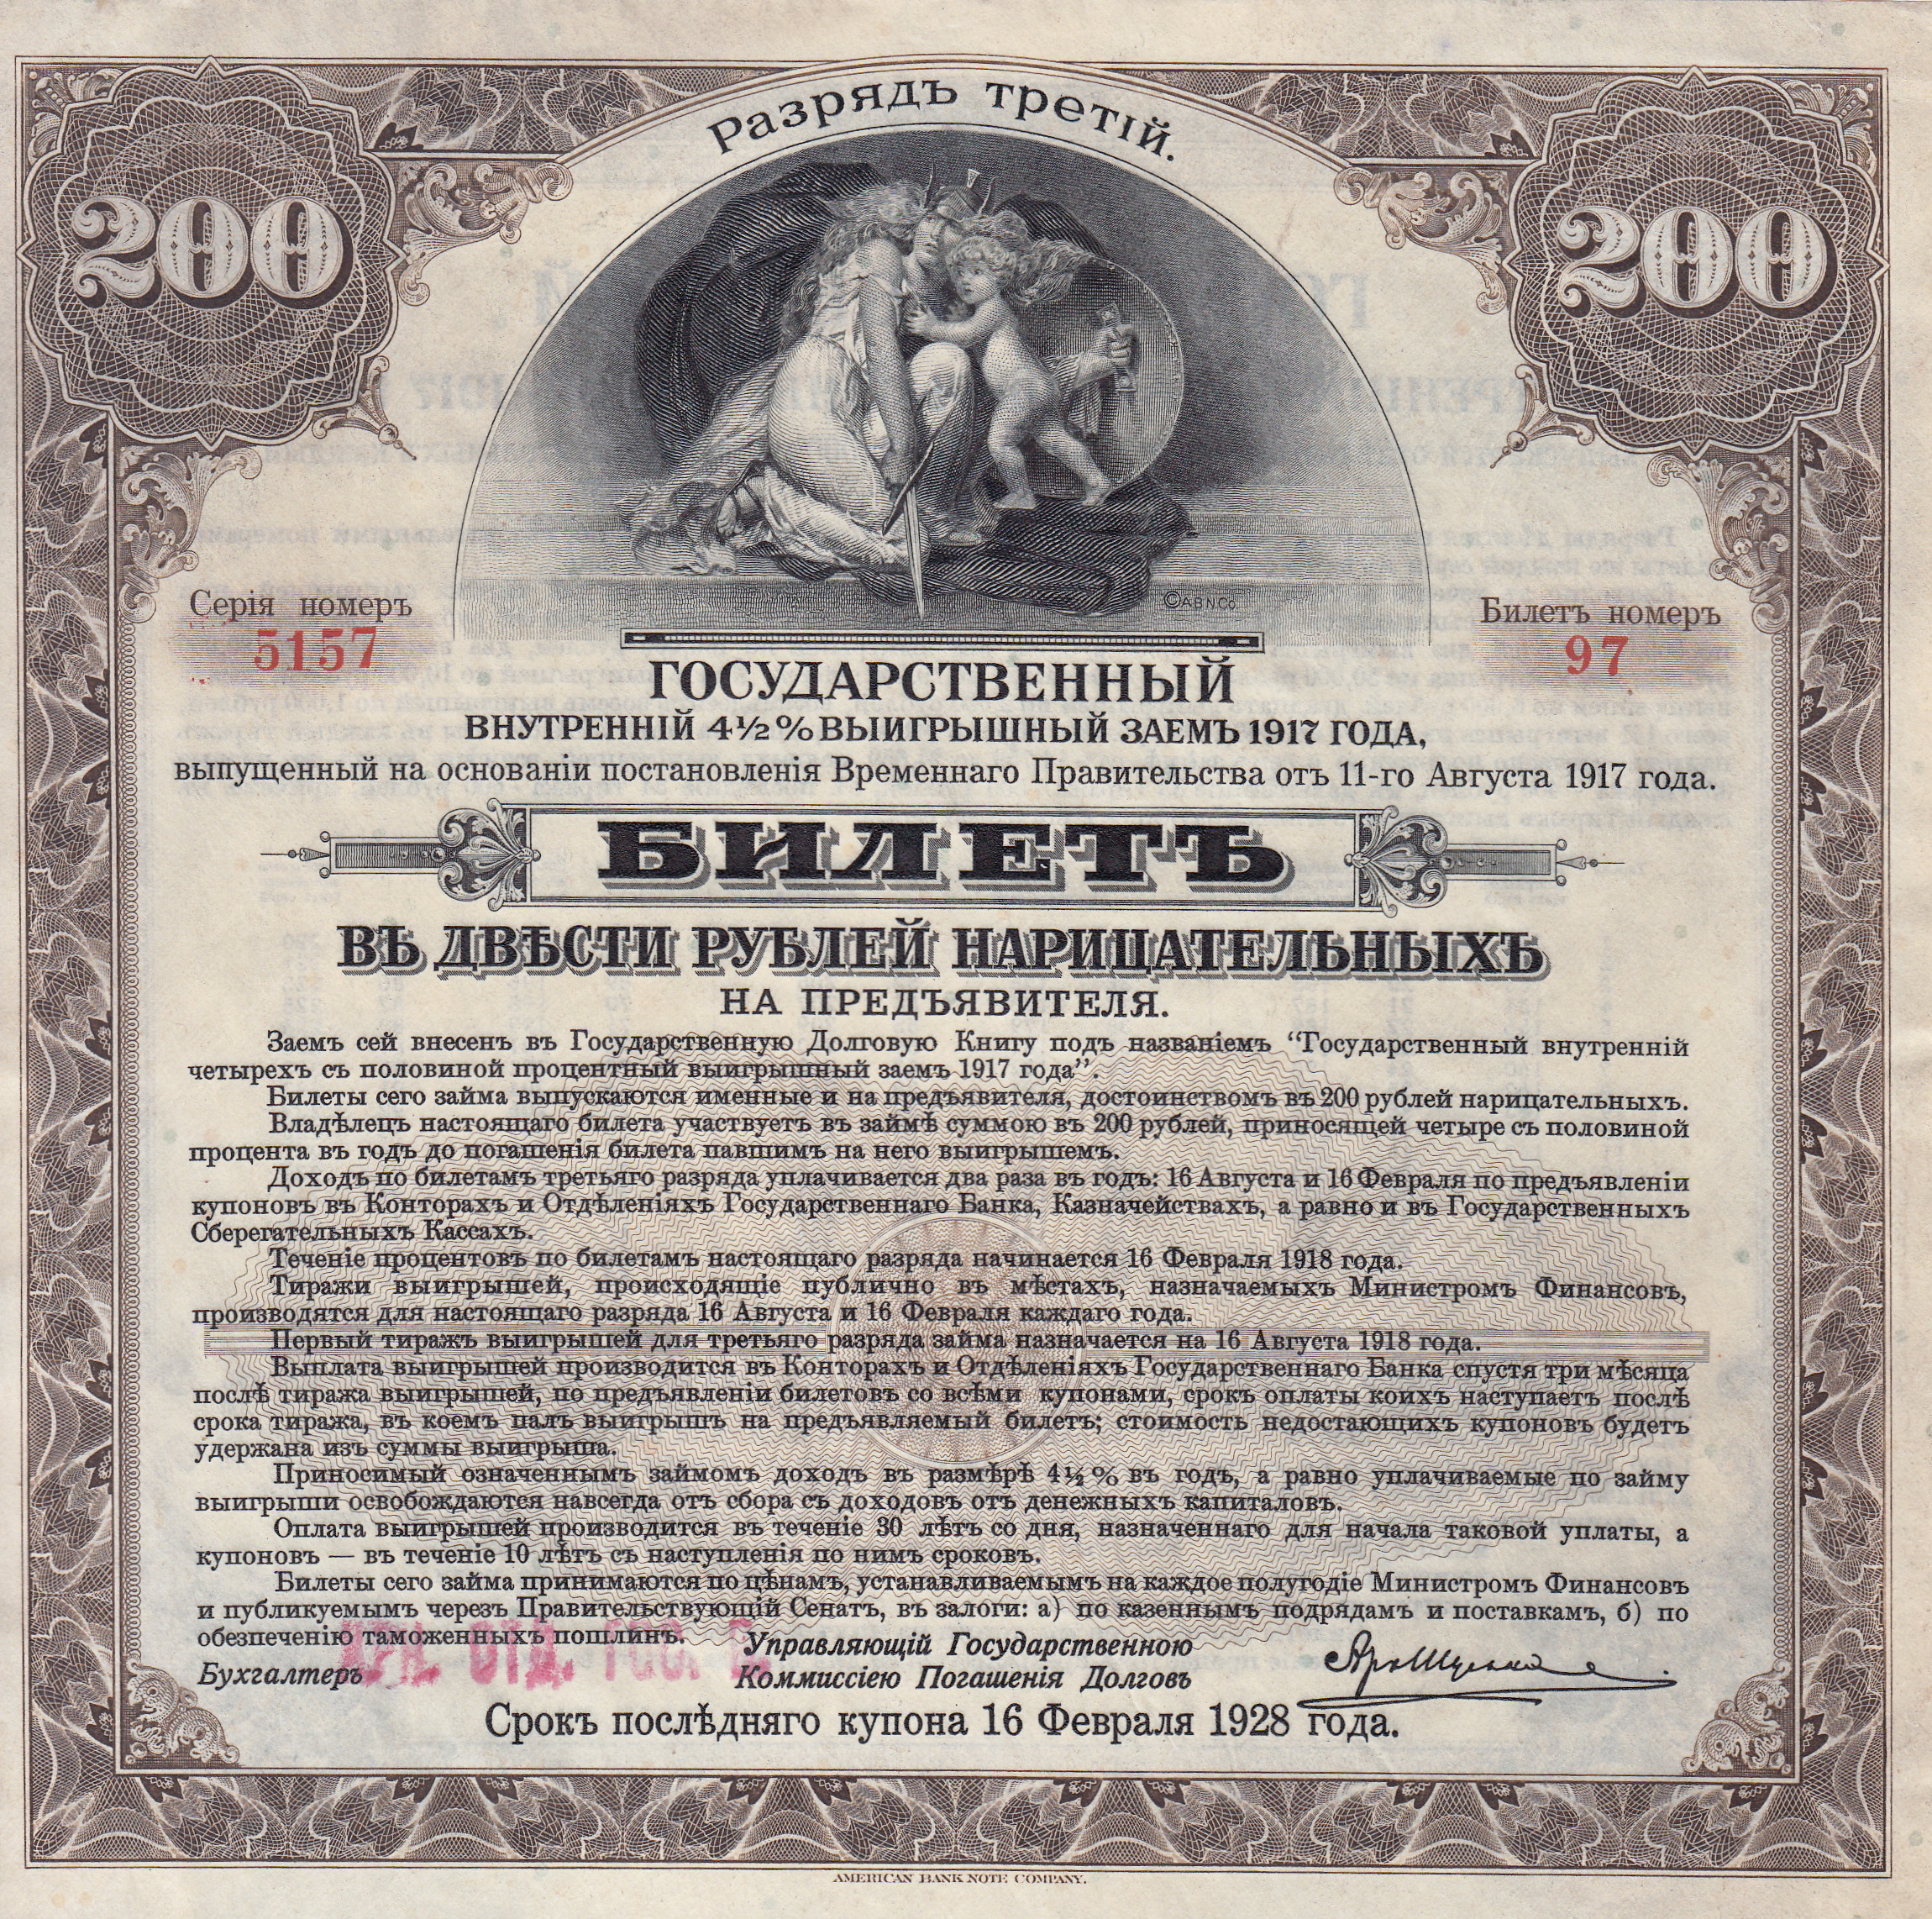 Разрядъ третій.
200
200
©ABNCo
Серія номеръ
5157
Билетъ номеръ
97
ГОСУДАРСТВЕННЫЙ
ВНУТРЕННІЙ 4½% ВЫИГРЫШНЫЙ ЗАЕМЪ 1917 ГОДА,
выпущенный на основаніи постановленія Временнаго Правительства отъ 11-го Августа 1917 года.
БИЛЕТЪ
ВЪ ДВѢСТИ РУБЛЕЙ НАРИЦАТЕЛЬНЫХЪ
НА ПРЕДЪЯВИТЕЛЯ.
Заемъ сей внесенъ въ Государственную Долговую Книгу подъ названіемъ “Государственный внутренній
четырехъ съ половиной процентный выигрышный заемъ 1917 года”.
Билеты сего займа выпускаются именные и на предъявителя, достоинствомъ въ 200 рублей нарицательныхъ.
Владѣлецъ настоящаго билета участвуетъ въ займѣ суммою въ 200 рублей, приносящей четыре съ половиной
процента въ годъ до погашенія билета павшимъ на него выигрышемъ.
Доходъ по билетамъ третьяго разряда уплачивается два раза въ годъ: 16 Августа и 16 Февраля по предъявленіи
купоновъ въ Конторахъ и Отдѣленіяхъ Государственнаго Банка, Казначействахъ, а равно и въ Государственныхъ
Сберегательныхъ Кассахъ.
Теченіе процентовъ по билетамъ настоящаго разряда начинается 16 Февраля 1918 года.
Тиражи выигрышей, происходящіе публично въ мѣстахъ, назначаемыхъ Министромъ Финансовъ,
производятся для настоящаго разряда 16 Августа и 16 Февраля каждаго года.
Первый тиражъ выигрышей для третьяго разряда займа назначается на 16 Августа 1918 года.
Выплата выигрышей производится въ Конторахъ и Отдѣленіяхъ Государственнаго Банка спустя три мѣсяца
послѣ тиража выигрышей, по предъявленіи билетовъ со всѣми купонами, срокъ оплаты коихъ наступаетъ послѣ
срока тиража, въ коемъ палъ выигрышъ на предъявляемый билетъ; стоимость недостающихъ купоновъ будетъ
удержана изъ суммы выигрыша.
Приносимый означеннымъ займомъ доходъ въ размѣрѣ 4½% въ годъ, а равно уплачиваемые по займу
выигрыши освобождаются навсегда отъ сбора съ доходовъ отъ денежныхъ капиталовъ.
Оплата выигрышей производится въ теченіе 30 лѣтъ со дня, назначеннаго для начала таковой уплаты, а
купоновъ — въ теченіе 10 лѣтъ съ наступленія по нимъ сроковъ.
Билеты сего займа принимаются по цѣнамъ, устанавливаемымъ на каждое полугодіе Министромъ Финансовъ
и публикуемымъ черезъ Правительствующій Сенатъ, въ залоги: а) по казеннымъ подрядамъ и поставкамъ, б) по
обезпеченію таможенныхъ пошлинъ.
Управляющій Государственною
Коммиссіею Погашенія Долговъ
Бухгалтеръ
ИРК. ОТД. ГОС. Б.
Срокъ послѣдняго купона 16 Февраля 1928 года.
AMERICAN BANK NOTE COMPANY.